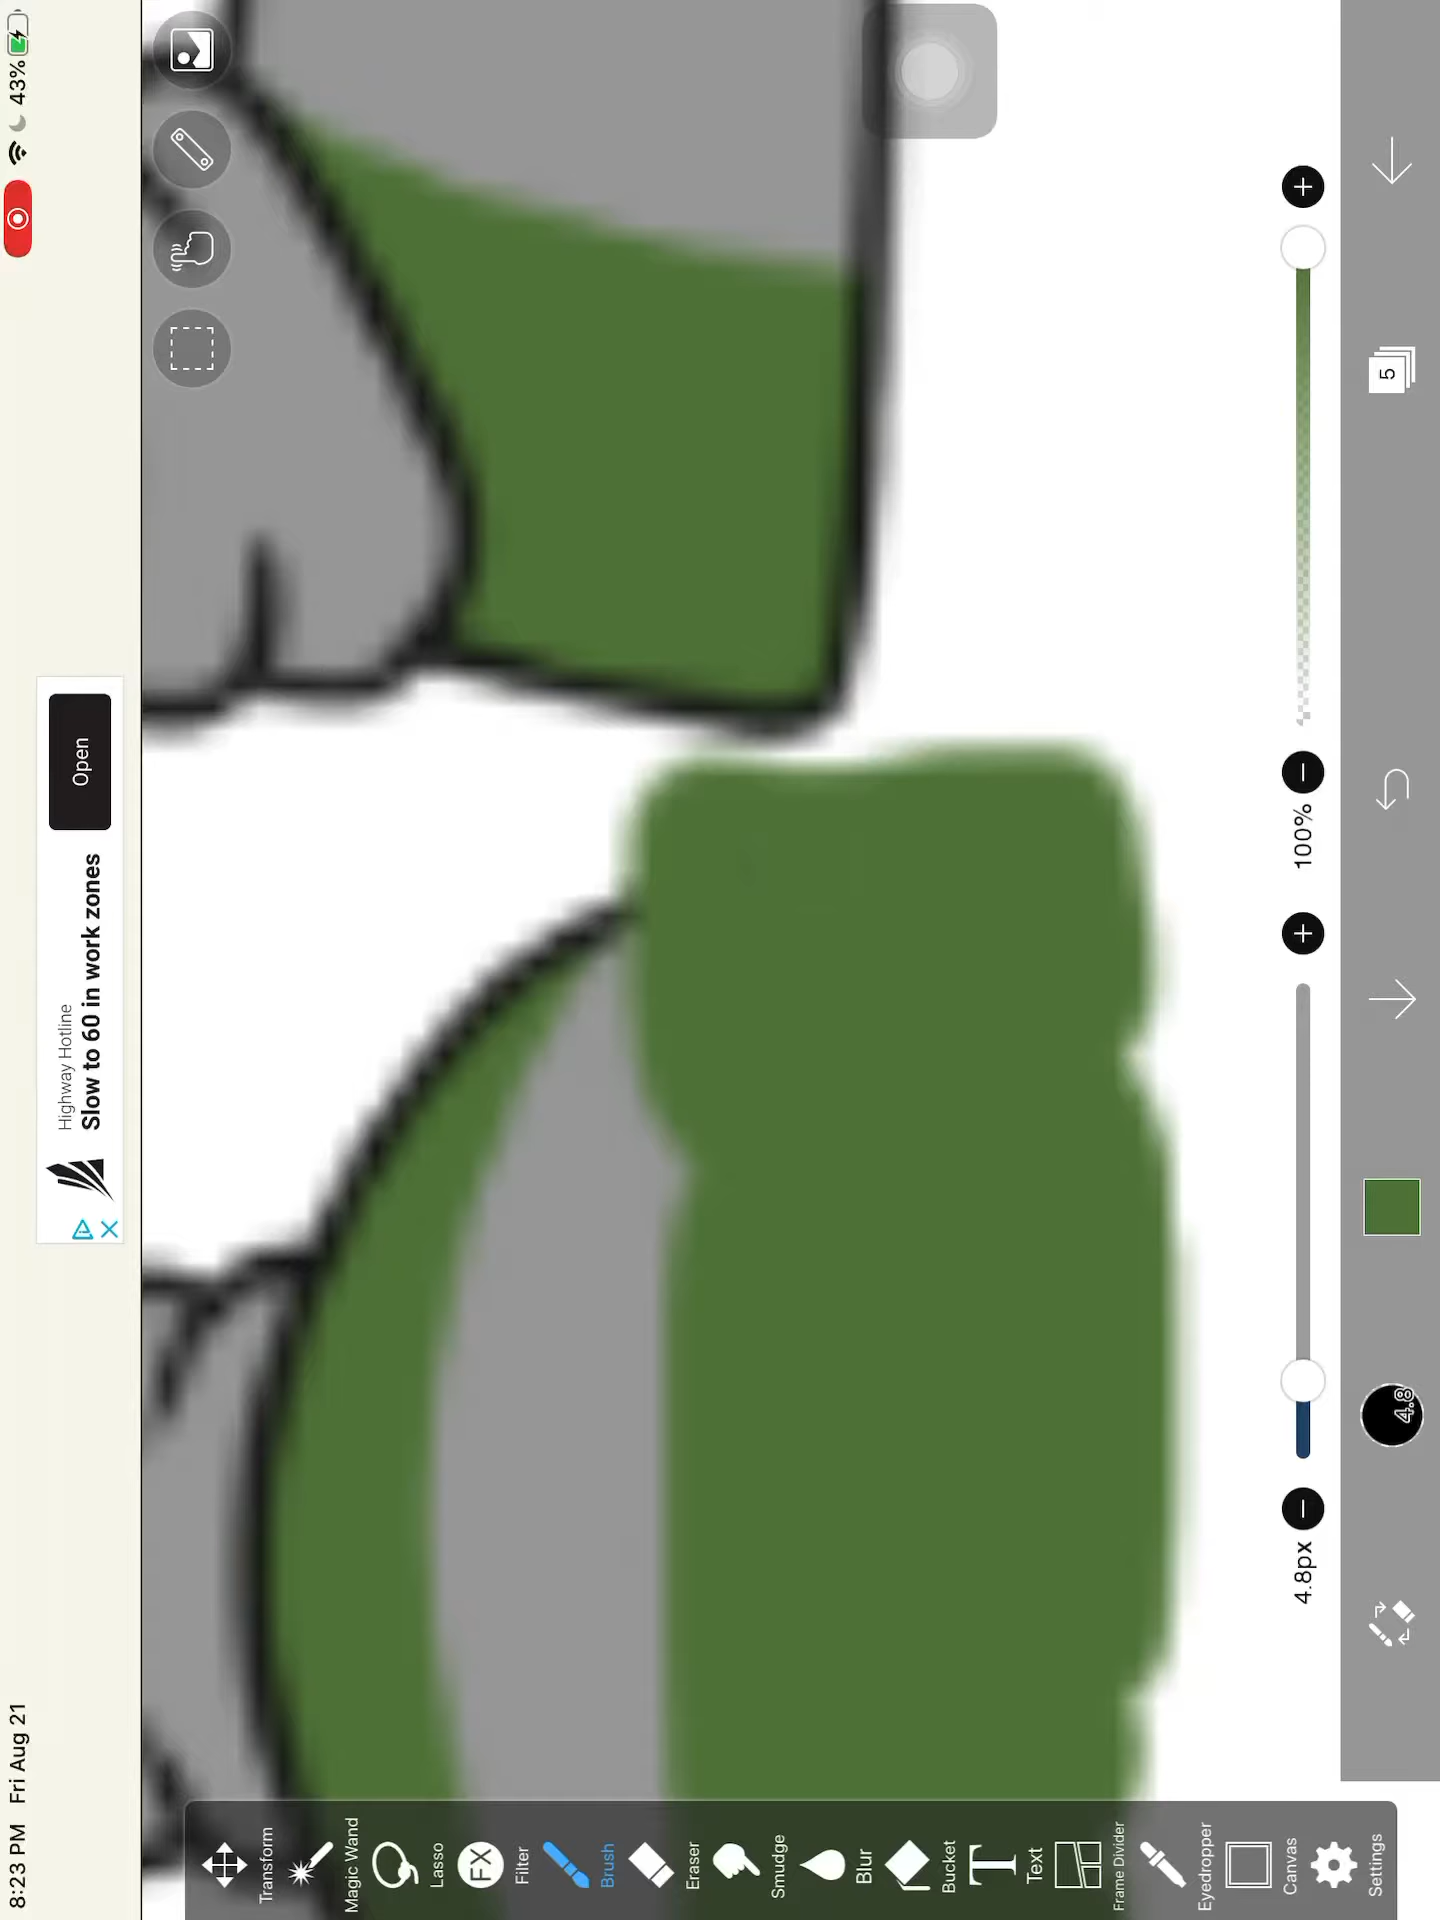 8:23 PM Fri Aug 21
43%
Highway Hotline
Slow to 60 in work zones
Open
Transform
Magic Wand
Lasso
FX
Filter
Brush
Eraser
Smudge
Blur
Bucket
T
Text
Frame Divider
Eyedropper
Canvas
Settings
4.8px
100%
4.8
5